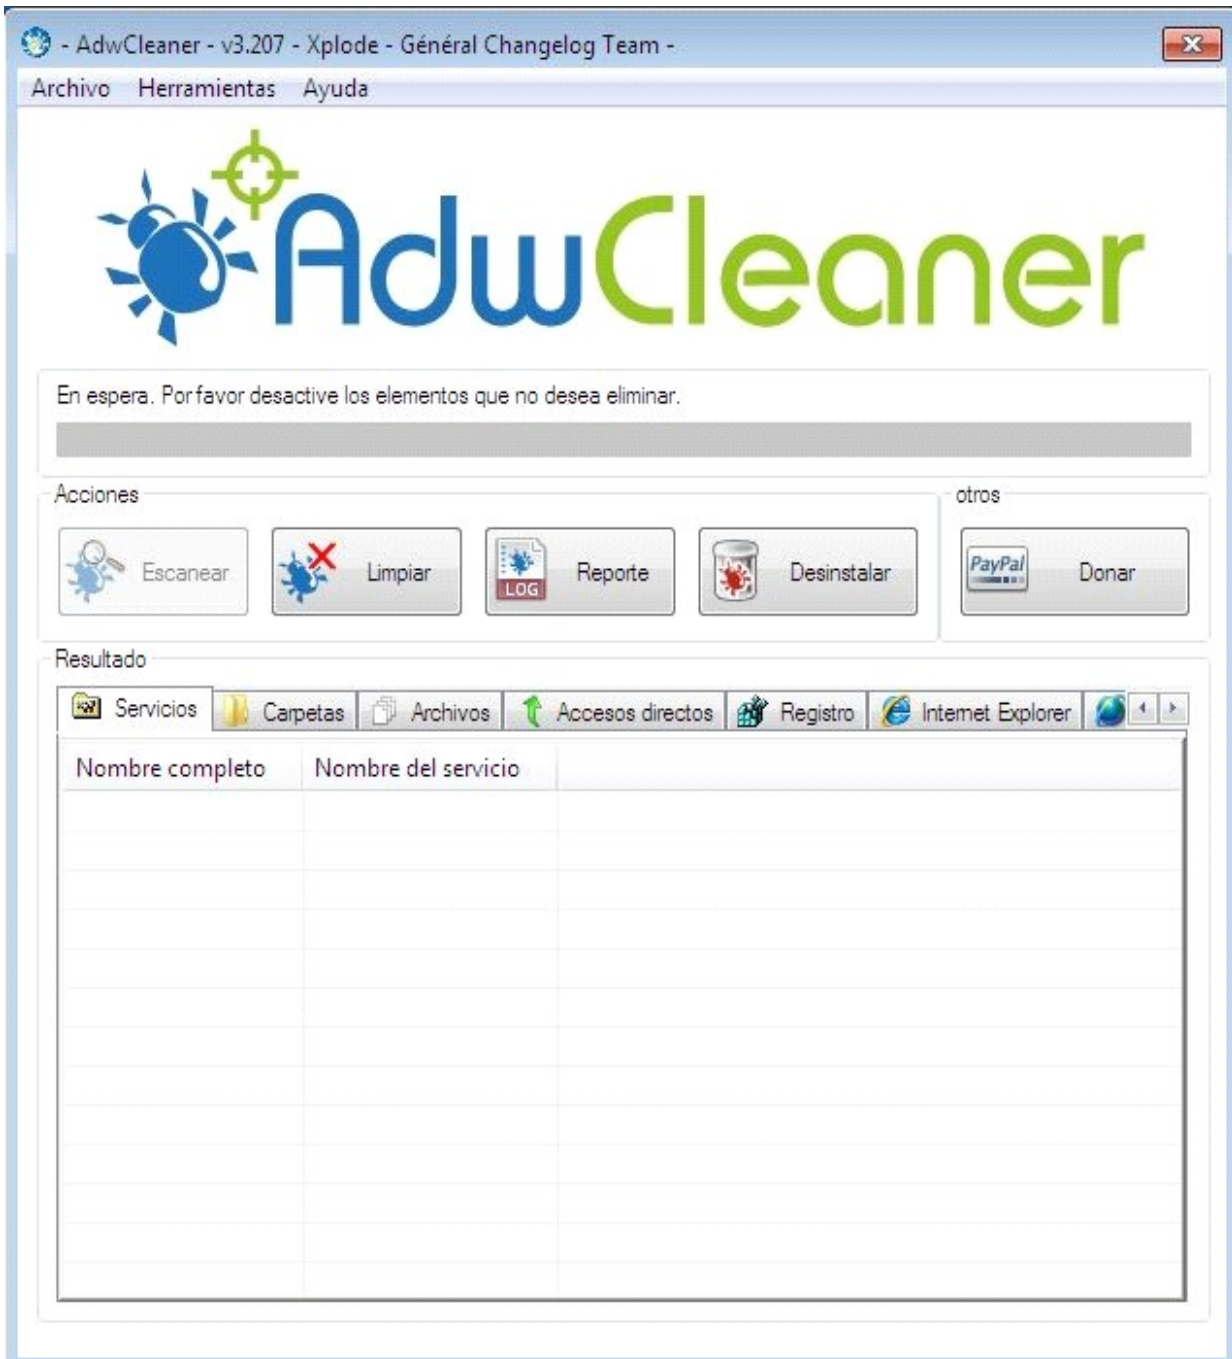 - AdwCleaner - v3.207 - Xplode - Général Changelog Team -
Archivo Herramientas Ayuda
AdwCleaner
En espera. Por favor desactive los elementos que no desea eliminar.
Acciones
otros
Escanear
Limpiar
LOG
Reporte
Desinstalar
PayPal
Donar
Resultado
Servicios Carpetas Archivos Accesos directos Registro Internet Explorer
Nombre completo Nombre del servicio